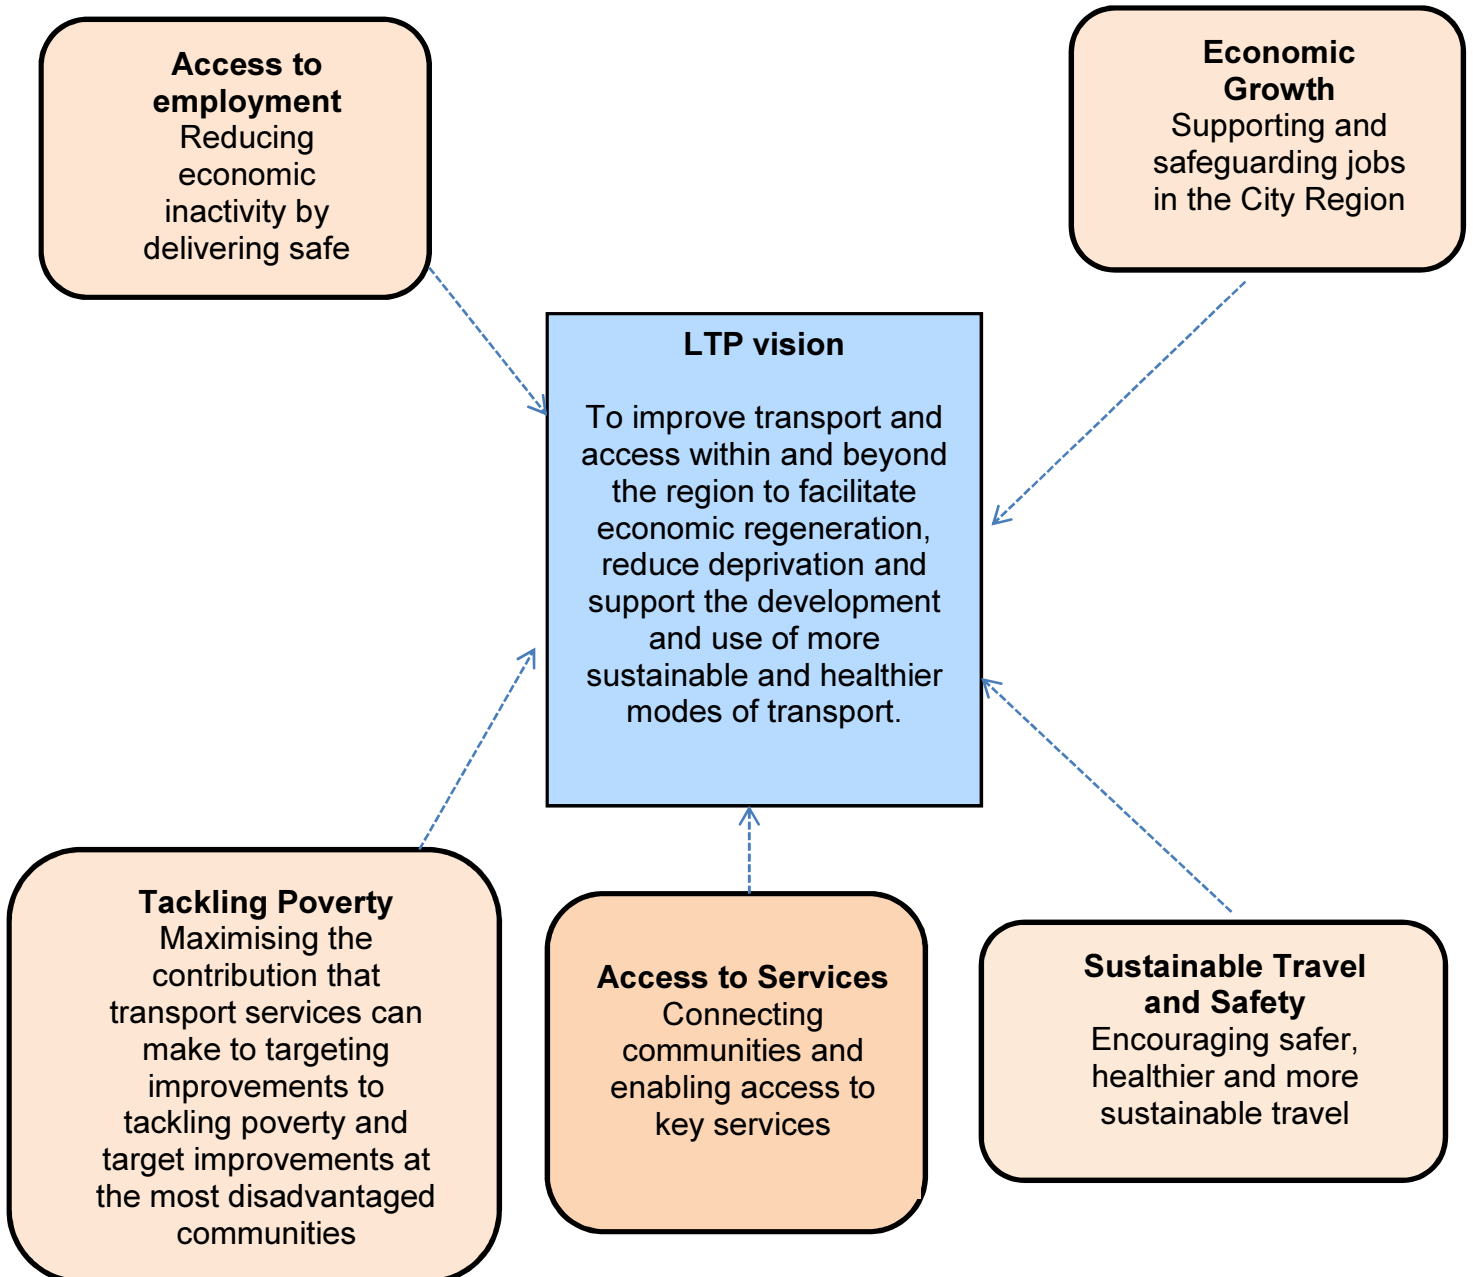 Access to
employment
Reducing
economic
inactivity by
delivering safe
Economic
Growth
Supporting and
safeguarding jobs
in the City Region
LTP vision
To improve transport and
access within and beyond
the region to facilitate
economic regeneration,
reduce deprivation and
support the development
and use of more
sustainable and healthier
modes of transport.
Tackling Poverty
Maximising the
contribution that
transport services can
make to targeting
improvements to
tackling poverty and
target improvements at
the most disadvantaged
communities
Access to Services
Connecting
communities and
enabling access to
key services
Sustainable Travel
and Safety
Encouraging safer,
healthier and more
sustainable travel